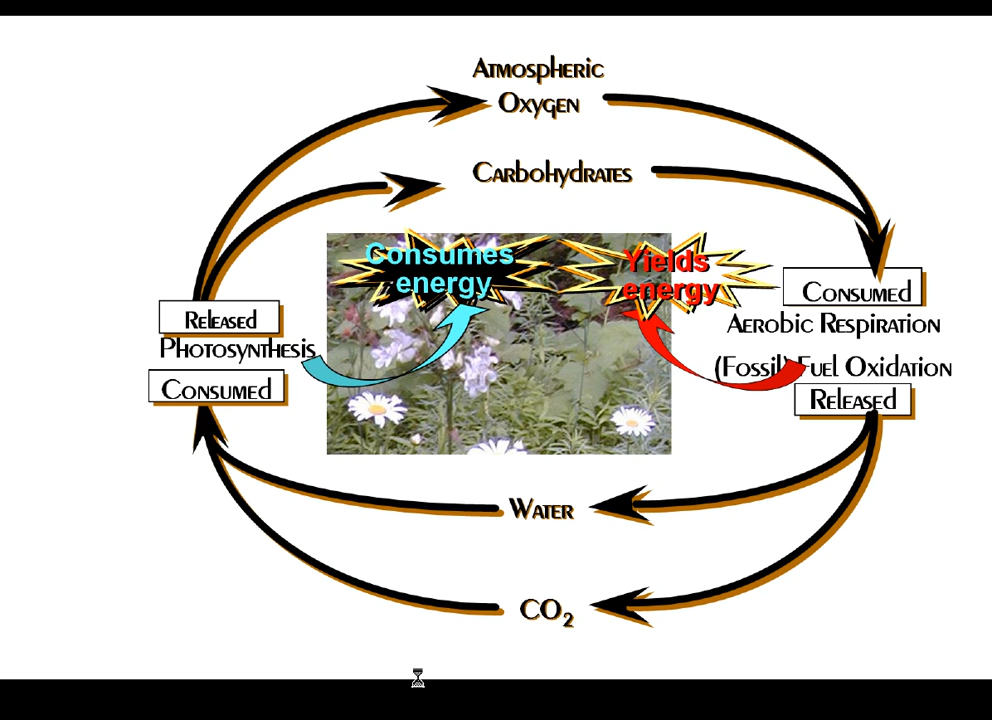 Atmospheric
Oxygen
Carbohydrates
Consumes
energy
Yields
energy
Released
Photosynthesis
Consumed
Consumed
Aerobic Respiration
(Fossil) Fuel Oxidation
Released
Water
CO₂